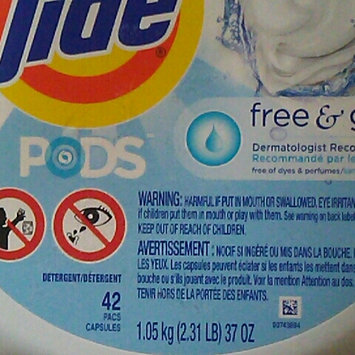 Tide
PODS™
free &
Dermatologist Reco
Recommandé par le
free of dyes & perfumes/
WARNING: HARMFUL IF PUT IN MOUTH OR SWALLOWED. EYE IRRITAN
if children put them in mouth or play with them. See warning on back label
KEEP OUT OF REACH OF CHILDREN.
AVERTISSEMENT : NOCIF SI INGÉRÉ OU MIS DANS LA BOUCHE.
LES YEUX. Les capsules peuvent éclater si les enfants les mettent dans
bouche ou s'ils jouent avec le produit. Voir la mention Attention au dos.
TENIR HORS DE LA PORTÉE DES ENFANTS.
DETERGENT/DÉTERGENT
42
PACS
CAPSULES
1.05 kg (2.31 LB) 37 OZ